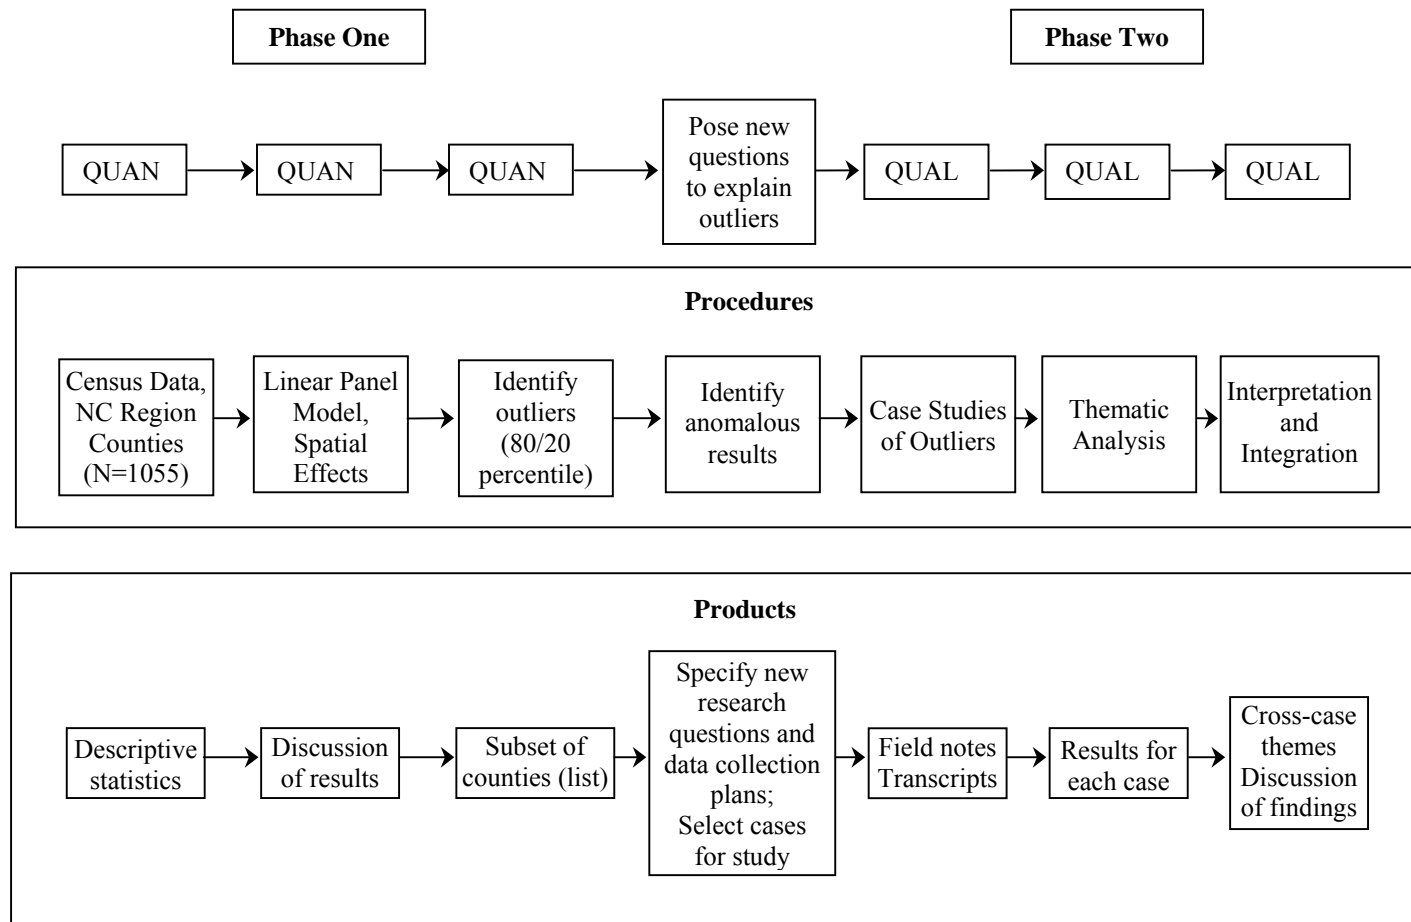 Phase One
Phase Two
QUAN
QUAN
QUAN
Pose new
questions
to explain
outliers
QUAL
QUAL
QUAL
Procedures
Census Data,
NC Region
Counties
(N=1055)
Linear Panel
Model,
Spatial
Effects
Identify
outliers
(80/20
percentile)
Identify
anomalous
results
Case Studies
of Outliers
Thematic
Analysis
Interpretation
and
Integration
Products
Descriptive
statistics
Discussion
of results
Subset of
counties (list)
Specify new
research
questions and
data collection
plans;
Select cases
for study
Field notes
Transcripts
Results for
each case
Cross-case
themes
Discussion
of findings